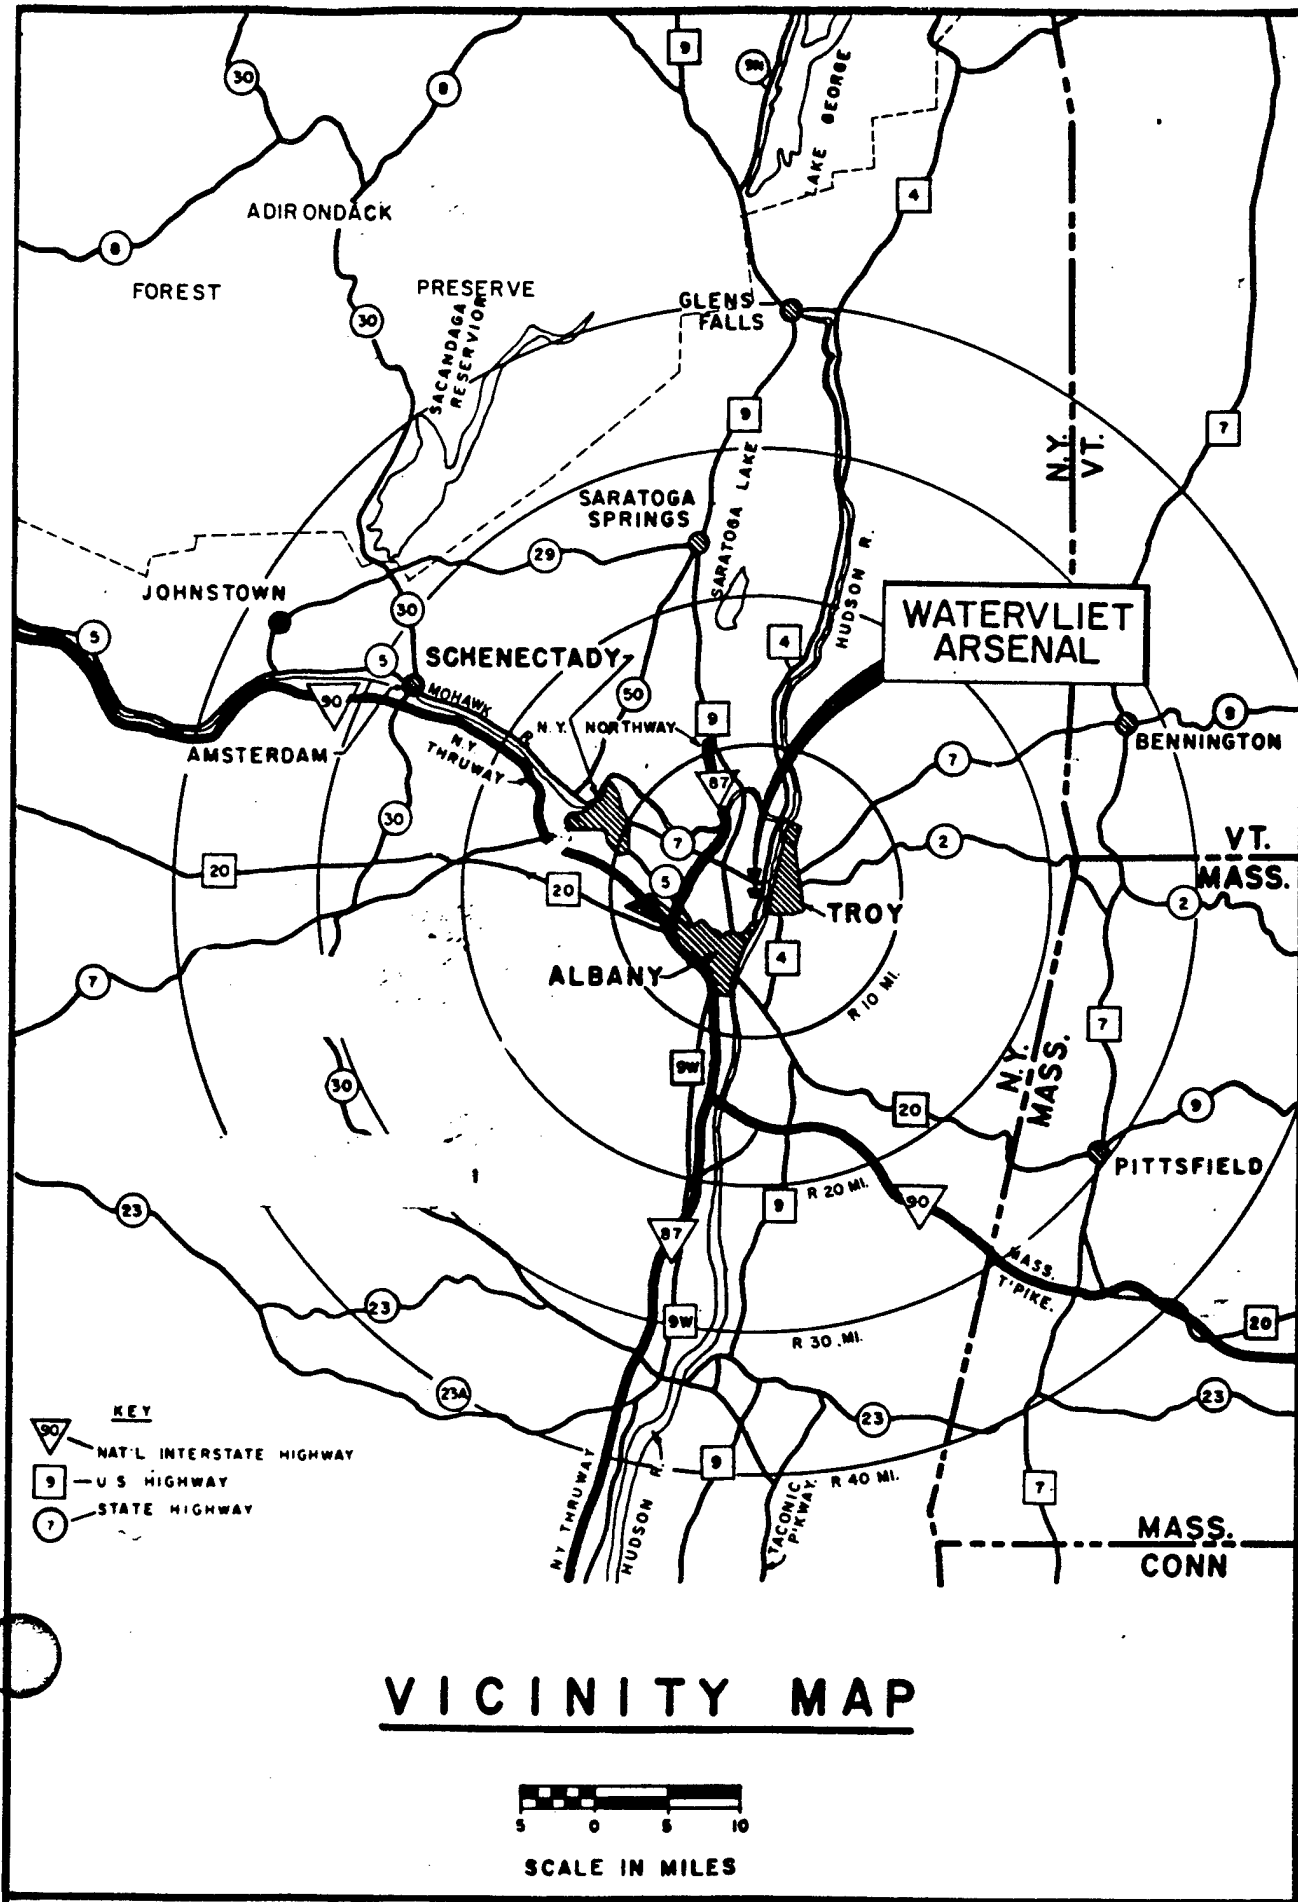 30
8
9
9N
LAKE GEORGE
4
ADIRONDACK
8
FOREST
PRESERVE
30
SACANDAGA
RESERVIOR
GLENS
FALLS
9
7
N.Y.
VT.
SARATOGA
SPRINGS
SARATOGA LAKE
29
HUDSON R.
JOHNSTOWN
30
WATERVLIET
ARSENAL
5
5
4
SCHENECTADY
90
MOHAWK
R.
50
9
9
N.Y. NORTHWAY
BENNINGTON
AMSTERDAM
N.Y.
THRUWAY
7
87
30
7
2
VT.
MASS.
20
20
5
2
TROY
ALBANY
4
7
R 10 MI.
7
N.Y.
MASS.
9W
30
20
9
PITTSFIELD
R 20 MI.
23
9
90
87
MASS.
T'PIKE.
23
9W
20
R 30 MI.
23A
23
23
KEY
90
NAT'L INTERSTATE HIGHWAY
9
U S HIGHWAY
7
STATE HIGHWAY
9
R 40 MI.
7
N Y THRUWAY
HUDSON R.
TACONIC
P'KWAY.
MASS.
CONN
VICINITY MAP
5 0 5 10
SCALE IN MILES